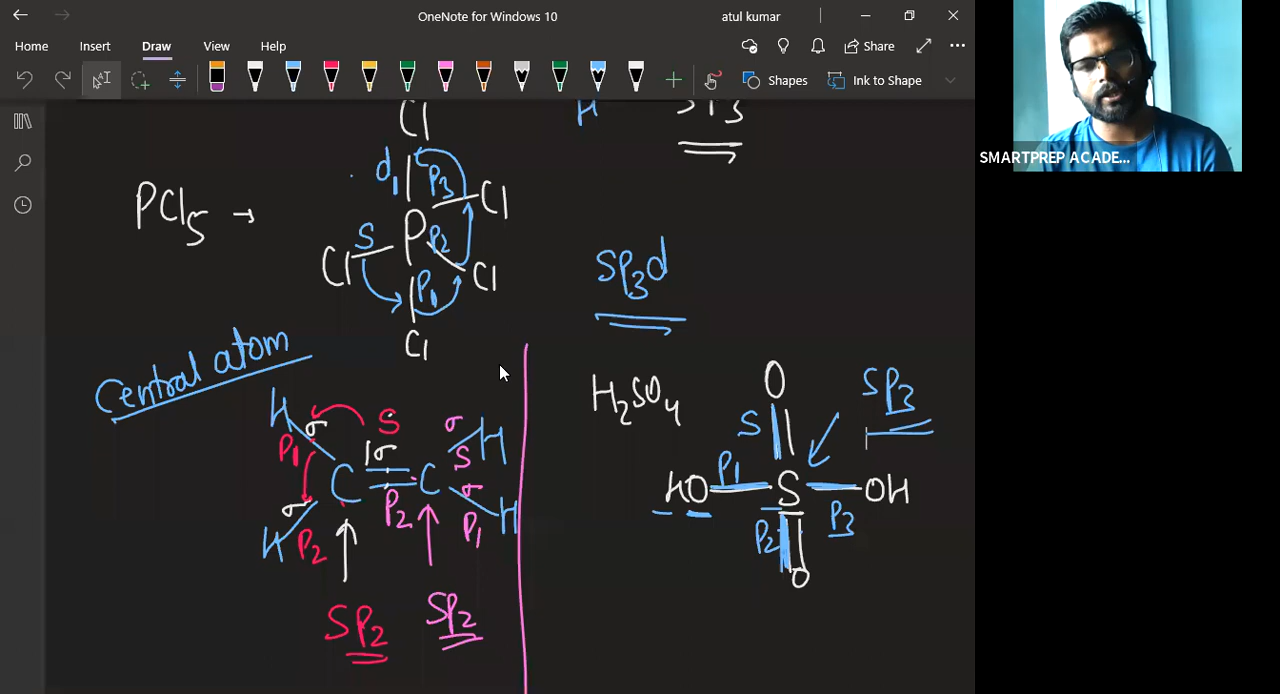 OneNote for Windows 10
atul kumar
Home
Insert
Draw
View
Help
Share
Shapes
Ink to Shape
SMARTPREP ACADE...
Cl
H
d1
P3
Cl
PCl5 →
S
P
P2
Cl
Cl
P1
Cl
SP3d
Central atom
H2SO4
O
SP3
H
σ
S
σ
H
S
P1
1σ
S
P1
C
C
σ
HO
S
OH
σ
P2
P1
H
P2
H
P2
P3
O
SP2
SP2